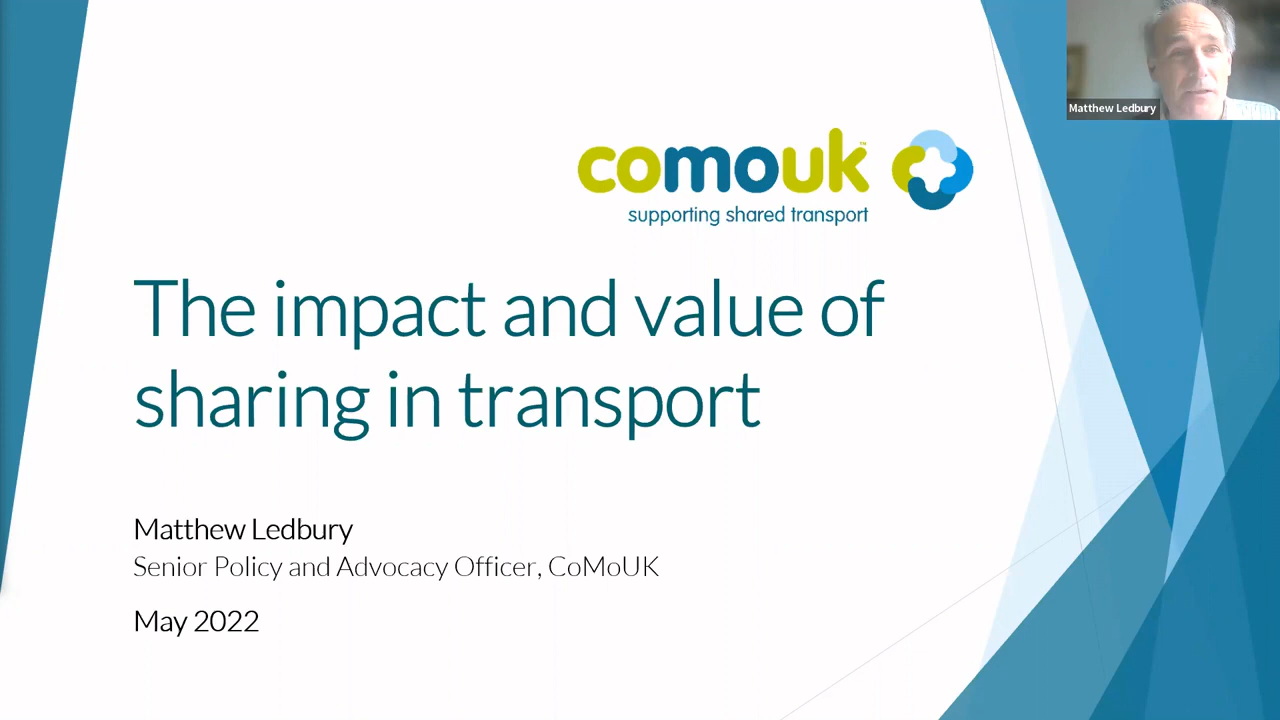 Matthew Ledbury
comouk™
supporting shared transport
The impact and value of
sharing in transport
Matthew Ledbury
Senior Policy and Advocacy Officer, CoMoUK
May 2022